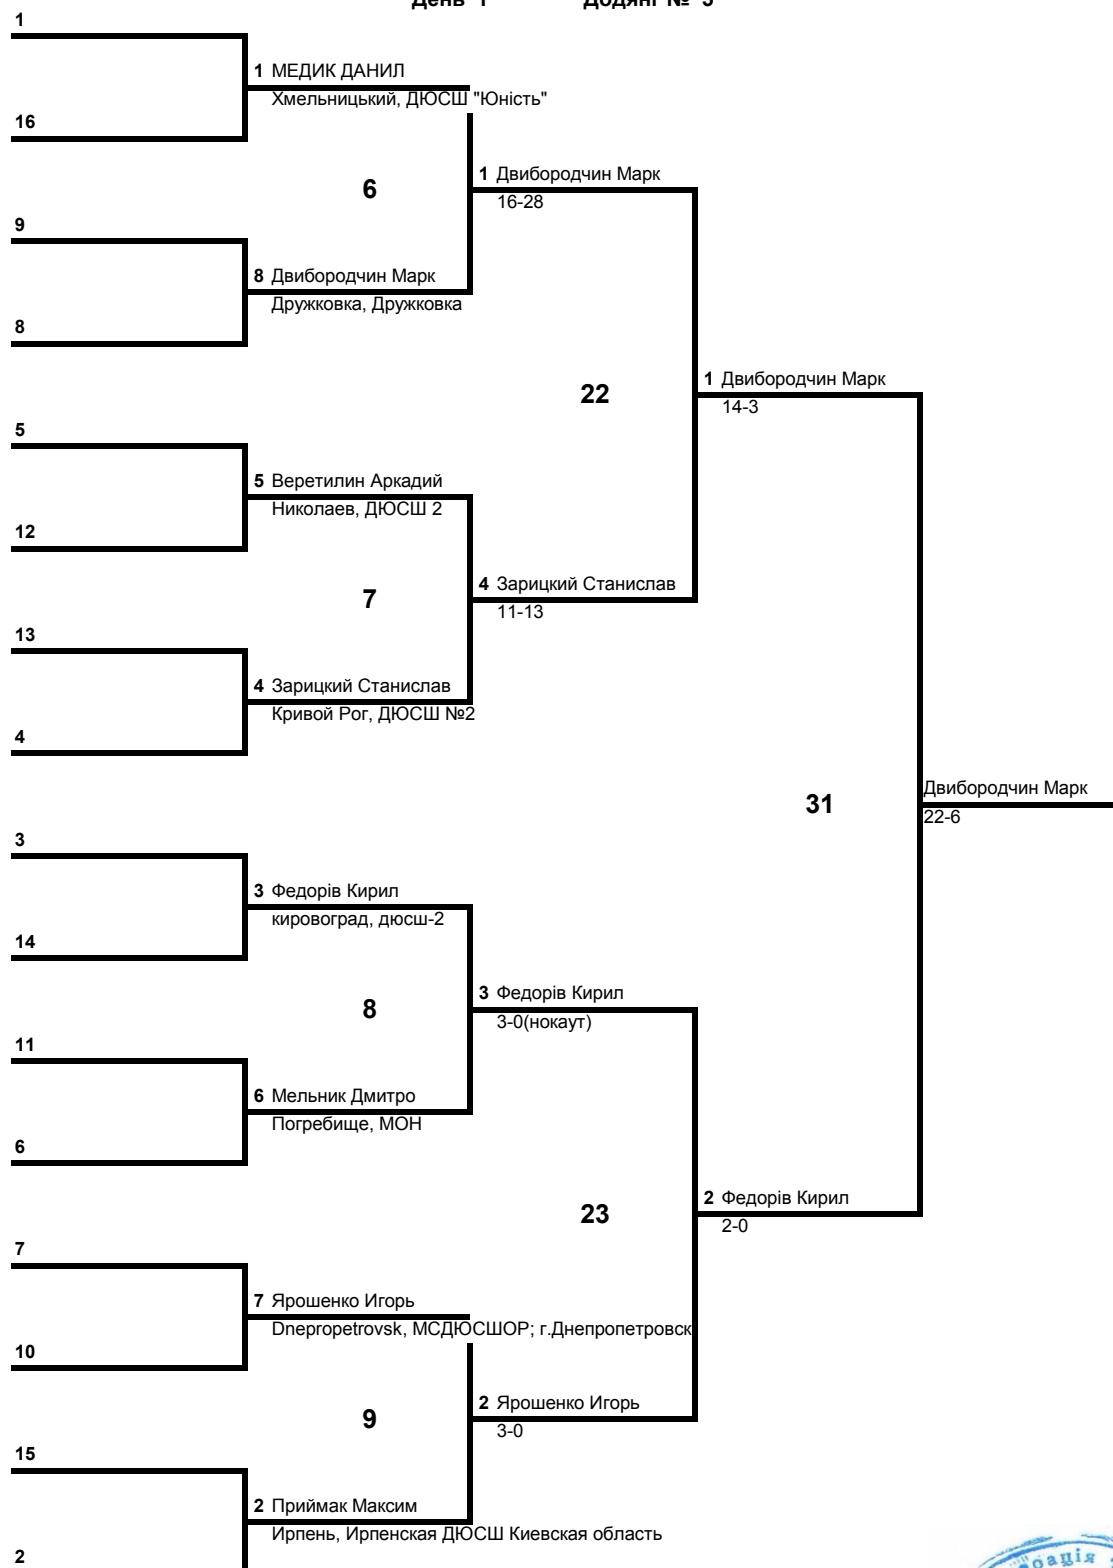 День 1 Додянг № 3
1
1 МЕДИК ДАНИЛ
Хмельницький, ДЮСШ "Юність"
16
1 Двибородчин Марк
6
16-28
9
8 Двибородчин Марк
Дружковка, Дружковка
8
1 Двибородчин Марк
22
14-3
5
5 Веретилин Аркадий
Николаев, ДЮСШ 2
12
4 Зарицкий Станислав
7
11-13
13
4 Зарицкий Станислав
Кривой Рог, ДЮСШ №2
4
Двибородчин Марк
31
22-6
3
3 Федорів Кирил
кировоград, дюсш-2
14
3 Федорів Кирил
8
3-0(нокаут)
11
6 Мельник Дмитро
Погребище, МОН
6
2 Федорів Кирил
23
2-0
7
7 Ярошенко Игорь
Dnepropetrovsk, МСДЮСШОР; г.Днепропетровск
10
2 Ярошенко Игорь
9
3-0
15
2 Приймак Максим
Ирпень, Ирпенская ДЮСШ Киевская область
2